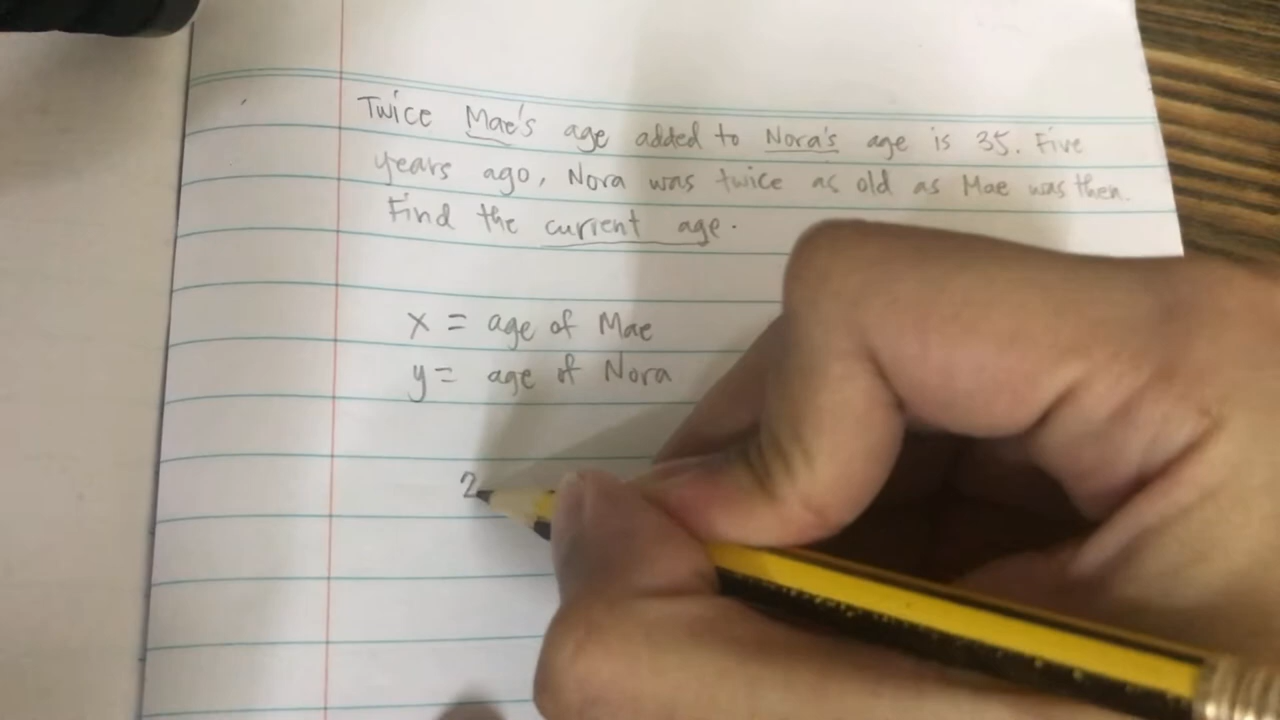 Twice Mae's age added to Nora's age is 35. Five
years ago, Nora was twice as old as Mae was then.
Find the current age.
x = age of Mae
y = age of Nora
2